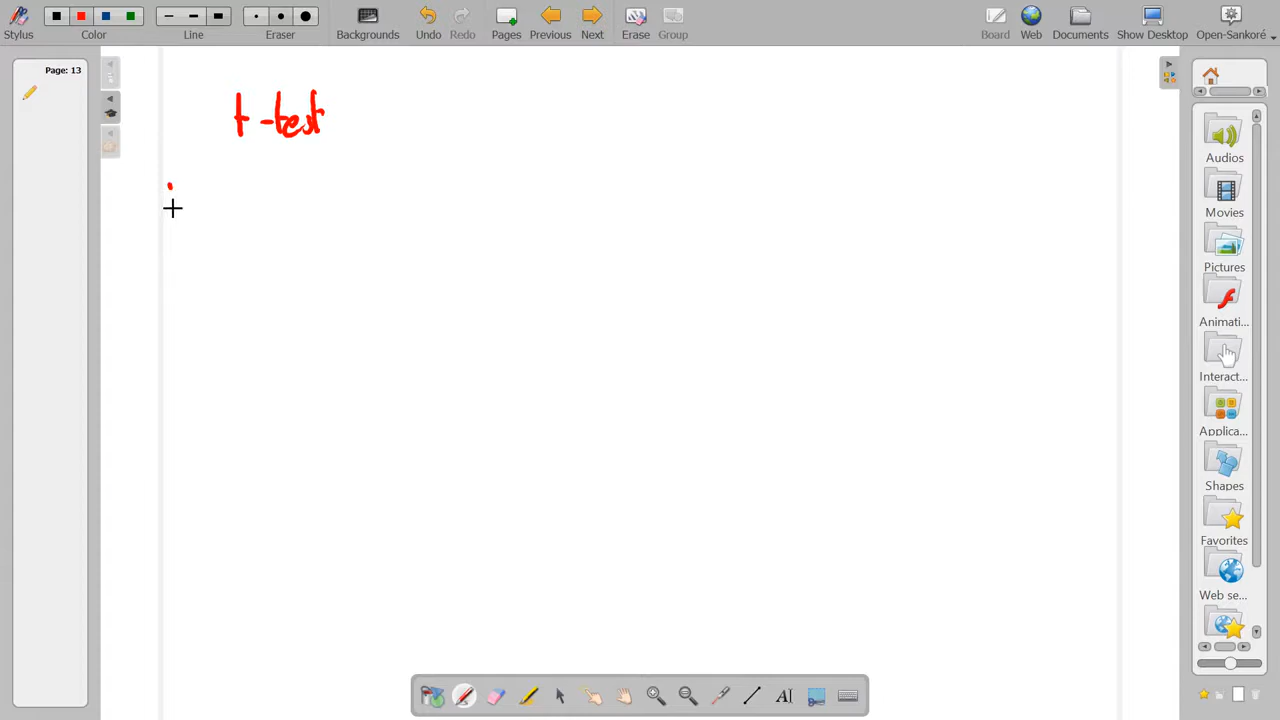 Stylus Color Line Eraser Backgrounds Undo Redo Pages Previous Next Erase Group Board Web Documents Show Desktop Open-Sankoré
Page: 13
t-test
Audios
Movies
Pictures
Animati...
Interact...
Applica...
Shapes
Favorites
Web se...